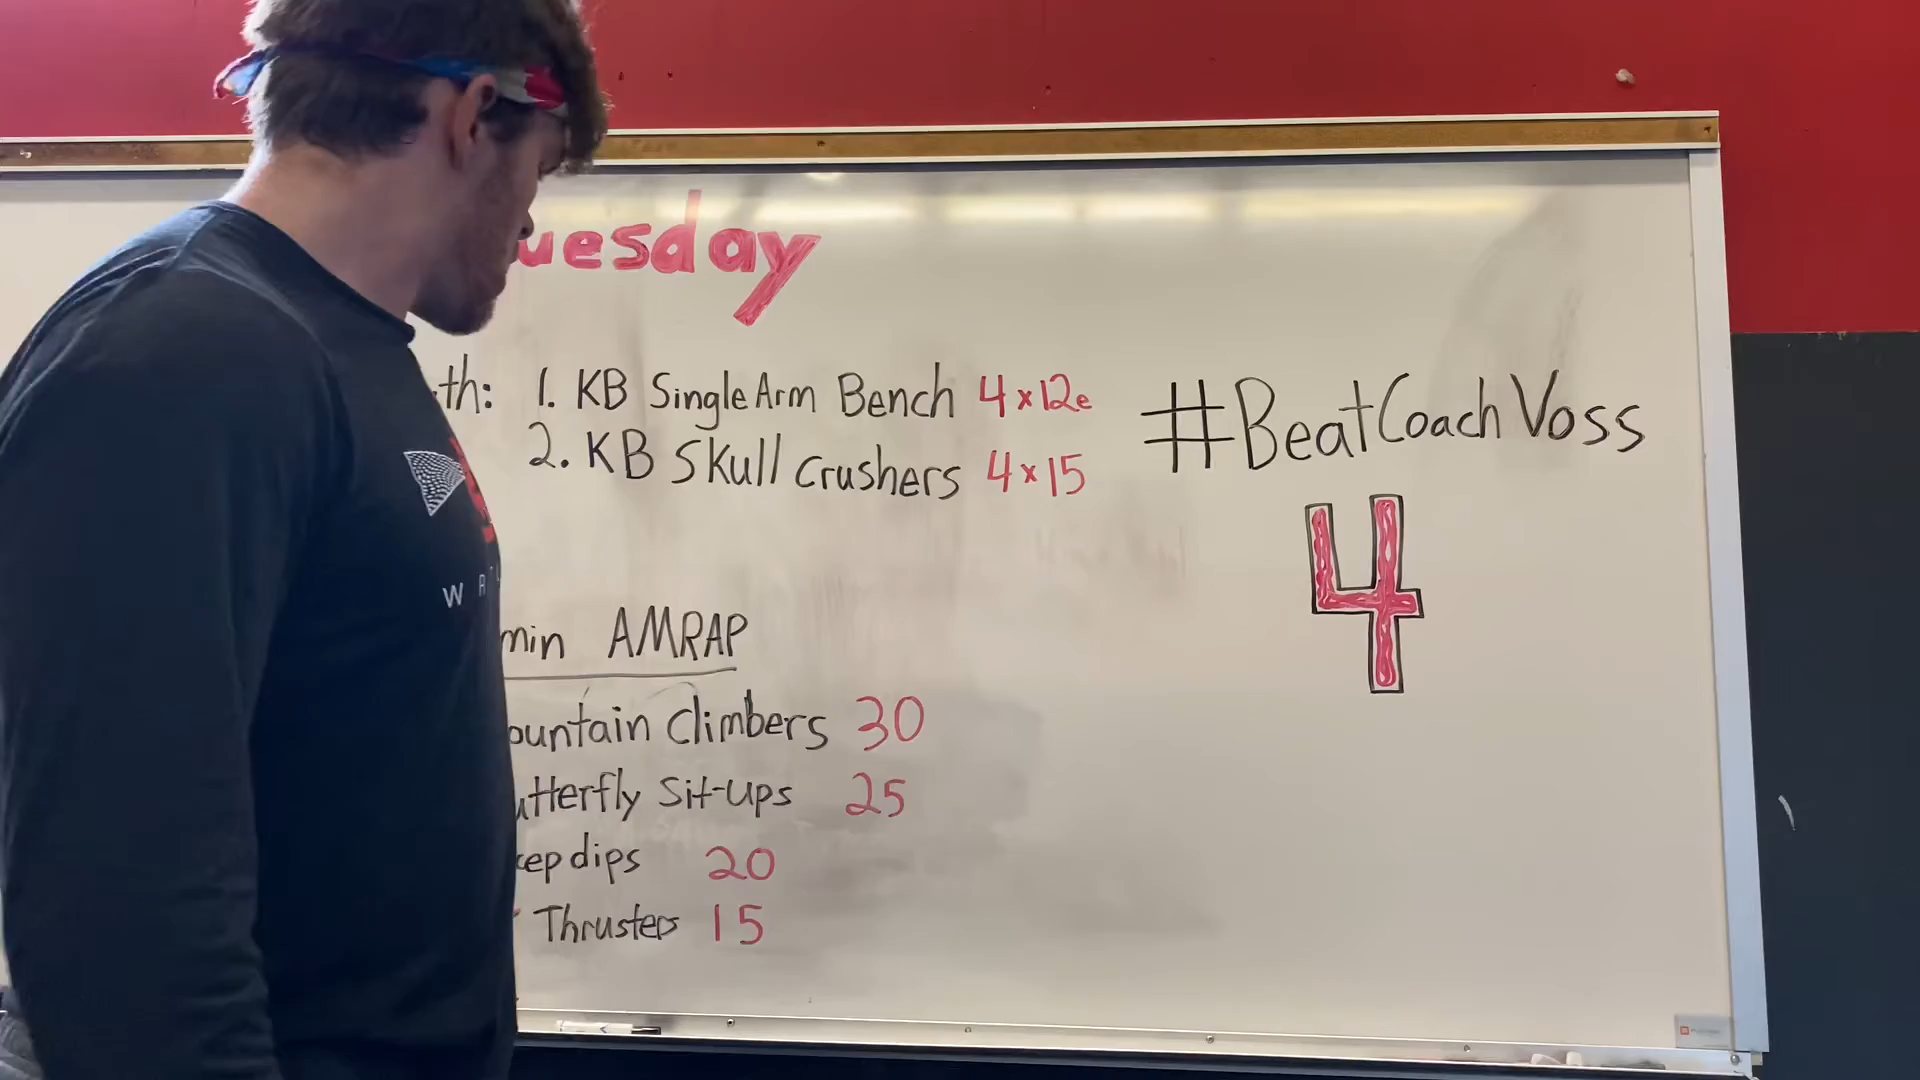 uesday
th: 1. KB Single Arm Bench 4x12e
2. KB Skull Crushers 4x15
#BeatCoachVoss
4
min AMRAP
ountain Climbers 30
utterfly Sit-Ups 25
cep dips 20
Thrusters 15
W R